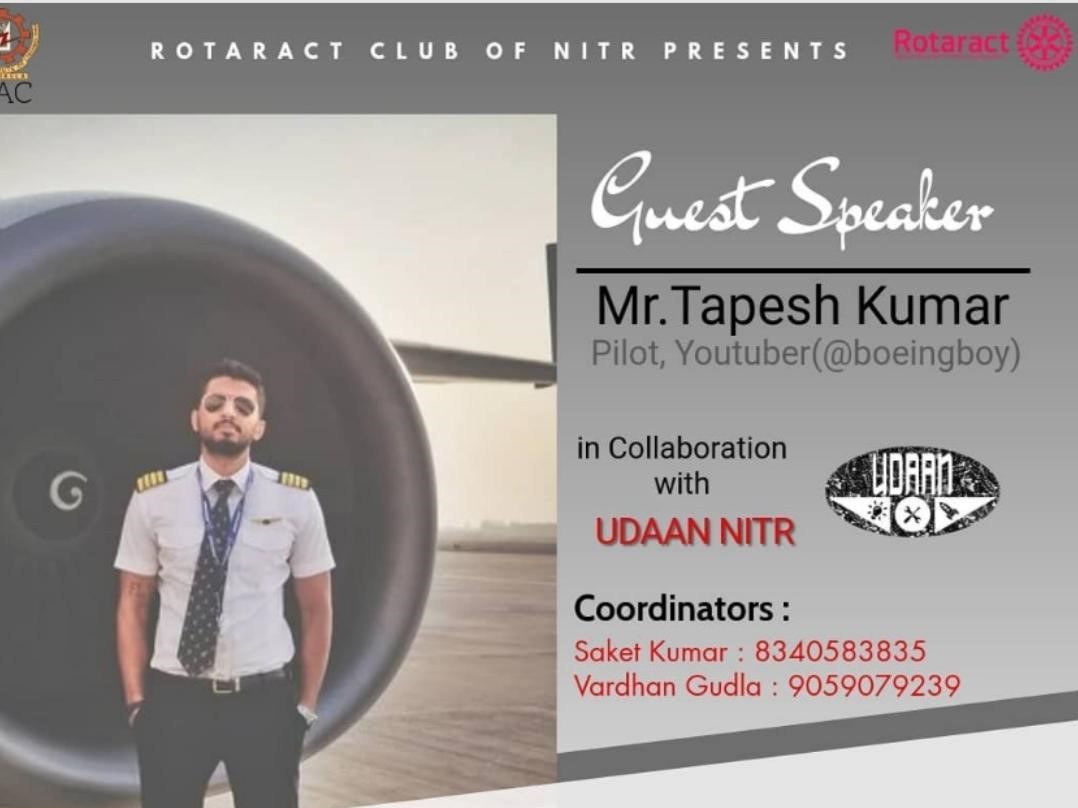 ROTARACT CLUB OF NITR PRESENTS
Rotaract
AC
Guest Speaker
Mr.Tapesh Kumar
Pilot, Youtuber(@boeingboy)
in Collaboration
with
UDAAN NITR
UDAAN
Coordinators :
Saket Kumar : 8340583835
Vardhan Gudla : 9059079239